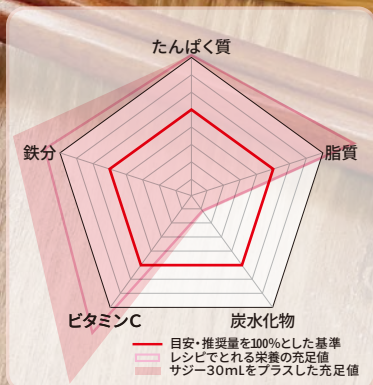 たんぱく質
鉄分
脂質
ビタミンC
炭水化物
目安・推奨量を100%とした基準
レシピでとれる栄養の充足値
サジー30mLをプラスした充足値